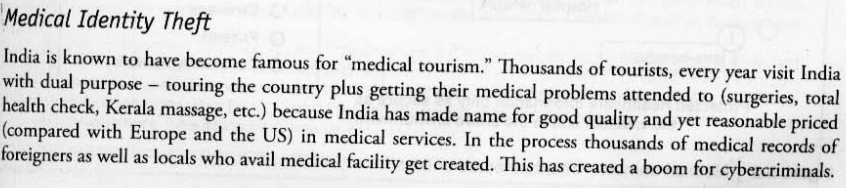 Medical Identity Theft
India is known to have become famous for “medical tourism.” Thousands of tourists, every year visit India
with dual purpose – touring the country plus getting their medical problems attended to (surgeries, total
health check, Kerala massage, etc.) because India has made name for good quality and yet reasonable priced
(compared with Europe and the US) in medical services. In the process thousands of medical records of
foreigners as well as locals who avail medical facility get created. This has created a boom for cybercriminals.